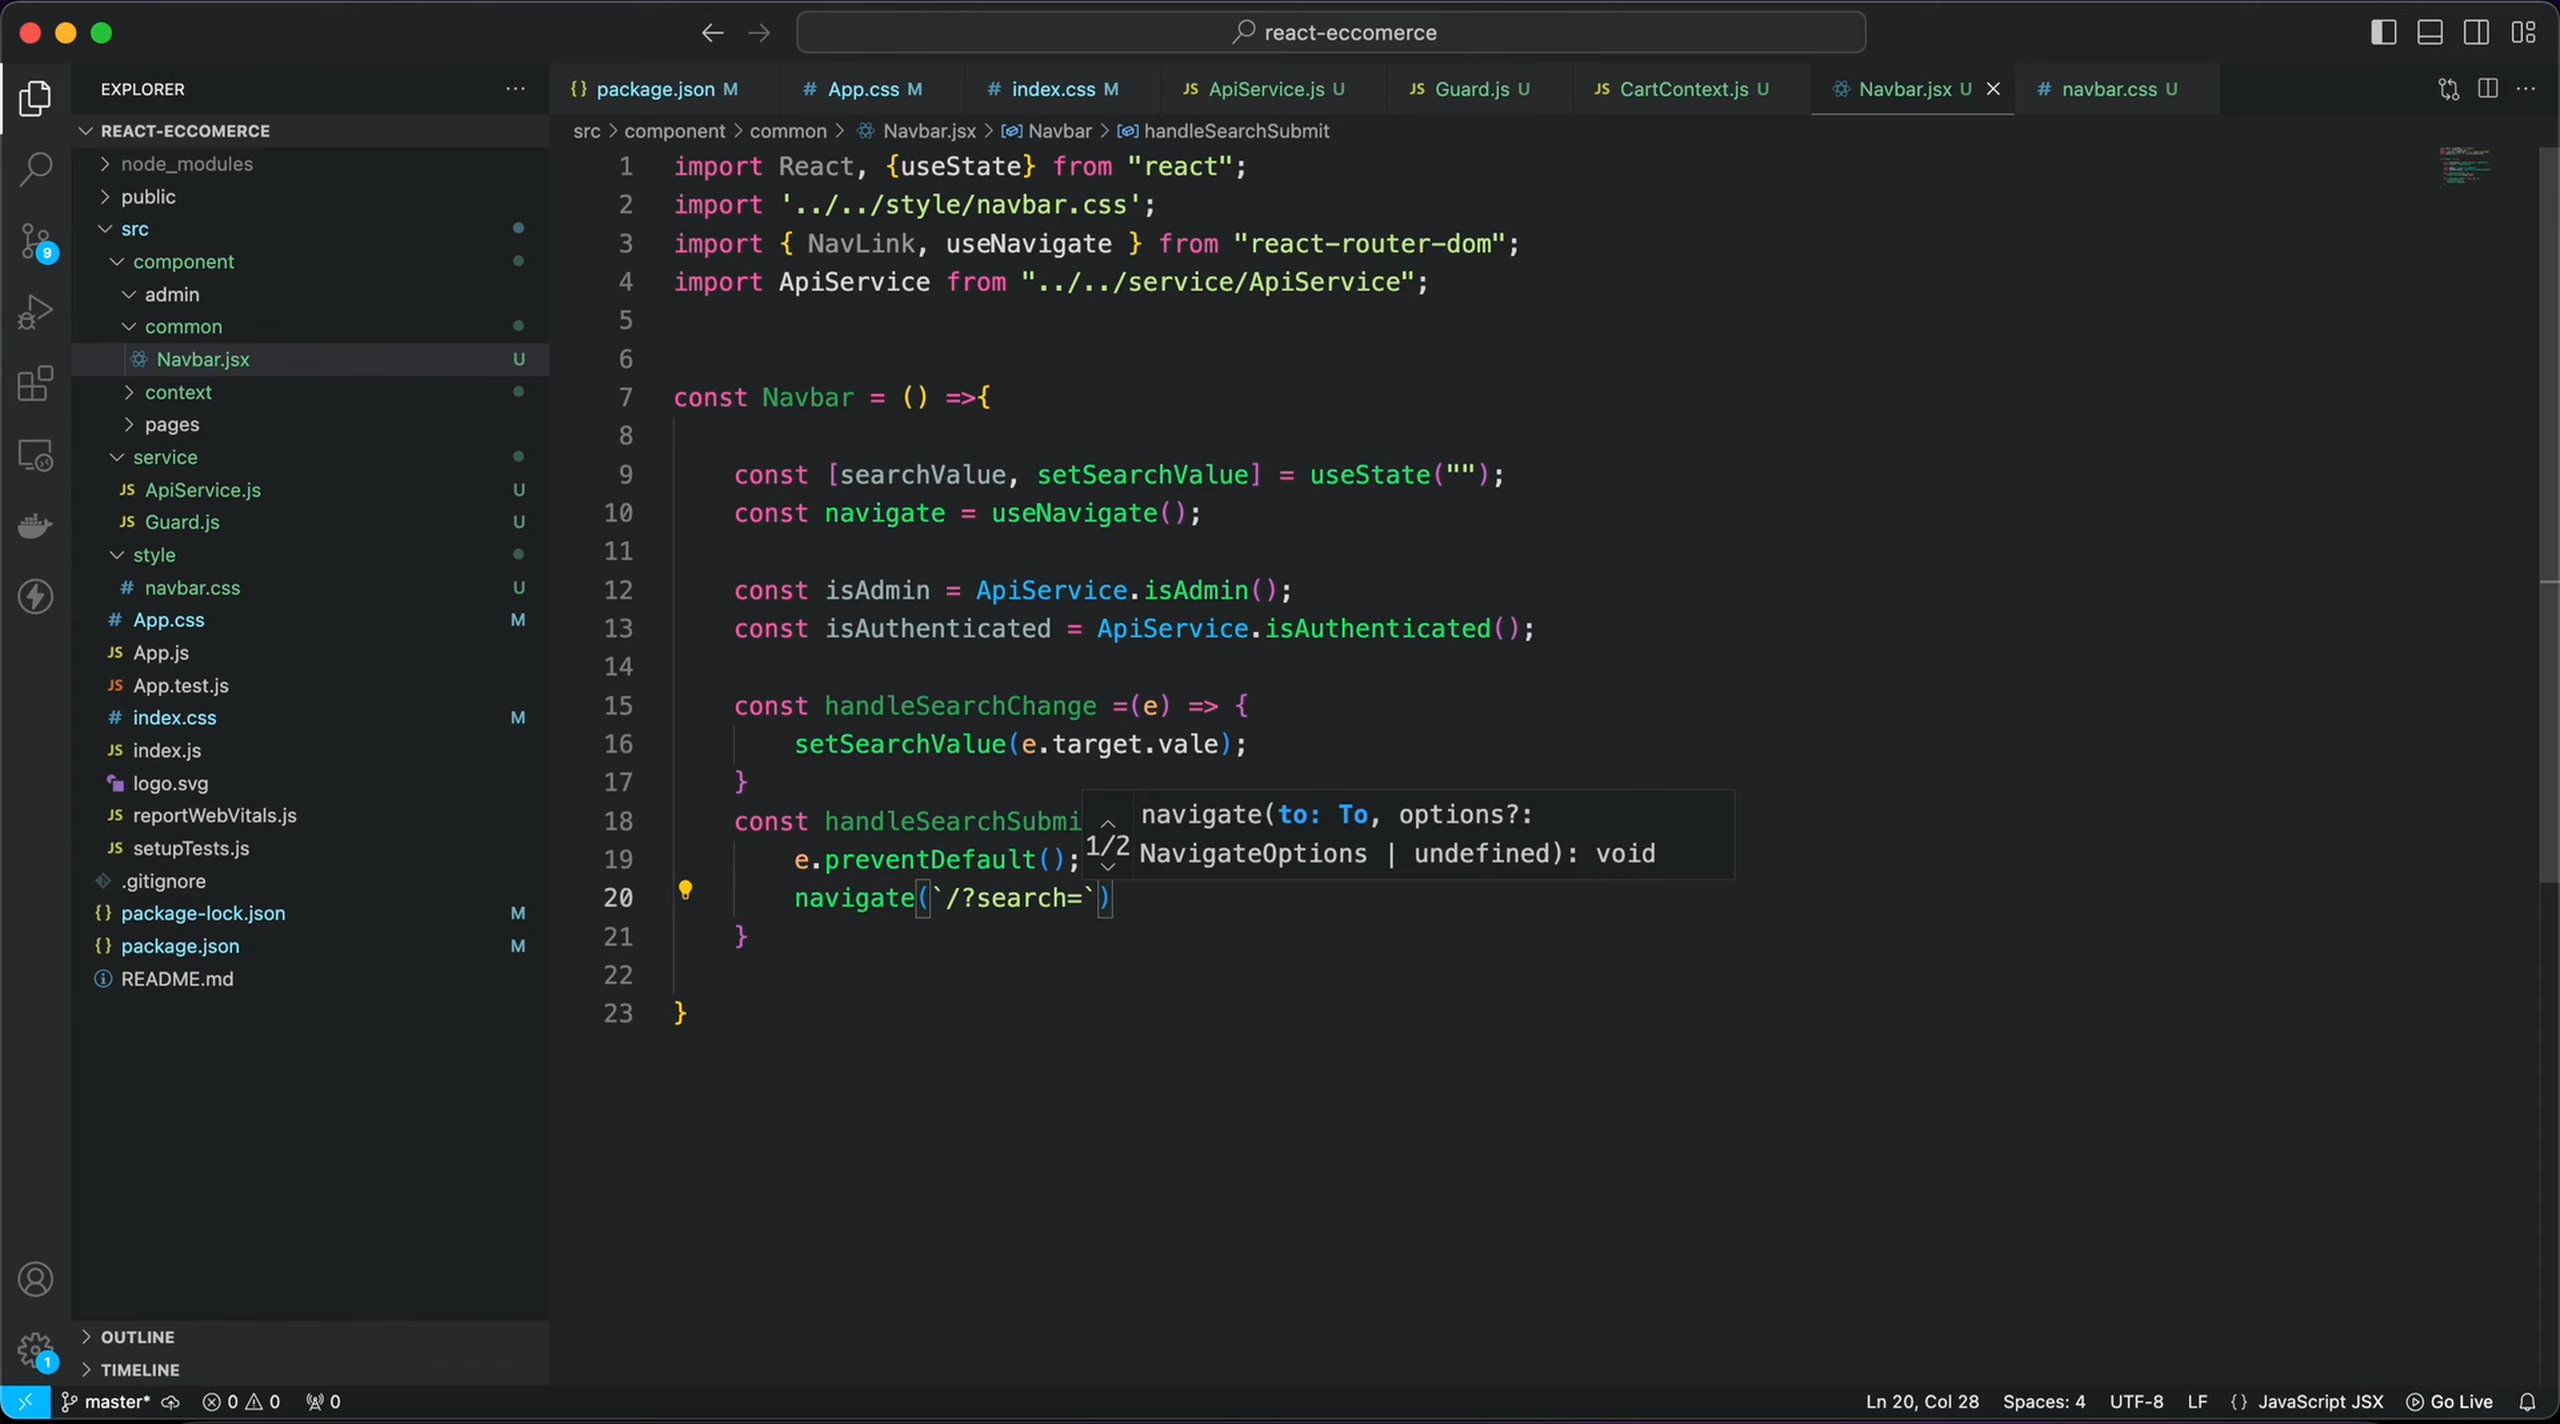 react-eccomerce
EXPLORER
REACT-ECCOMERCE
node_modules
public
src
component
admin
common
Navbar.jsx U
context
pages
service
JS ApiService.js U
JS Guard.js U
style
# navbar.css U
# App.css M
JS App.js
JS App.test.js
# index.css M
JS index.js
logo.svg
JS reportWebVitals.js
JS setupTests.js
.gitignore
{} package-lock.json M
{} package.json M
README.md
OUTLINE
TIMELINE
9
1
{} package.json M # App.css M # index.css M JS ApiService.js U JS Guard.js U JS CartContext.js U Navbar.jsx U # navbar.css U
src > component > common > Navbar.jsx > Navbar > handleSearchSubmit
1 import React, {useState} from "react";
2 import '../../style/navbar.css';
3 import { NavLink, useNavigate } from "react-router-dom";
4 import ApiService from "../../service/ApiService";
5
6
7 const Navbar = () =>{
8
9 const [searchValue, setSearchValue] = useState("");
10 const navigate = useNavigate();
11
12 const isAdmin = ApiService.isAdmin();
13 const isAuthenticated = ApiService.isAuthenticated();
14
15 const handleSearchChange =(e) => {
16 setSearchValue(e.target.vale);
17 }
18 const handleSearchSubmi
19 e.preventDefault();
20 navigate(`/?search=`)
21 }
22
23 }
1/2
navigate(to: To, options?:
NavigateOptions | undefined): void
master* 0 0 0 Ln 20, Col 28 Spaces: 4 UTF-8 LF {} JavaScript JSX Go Live